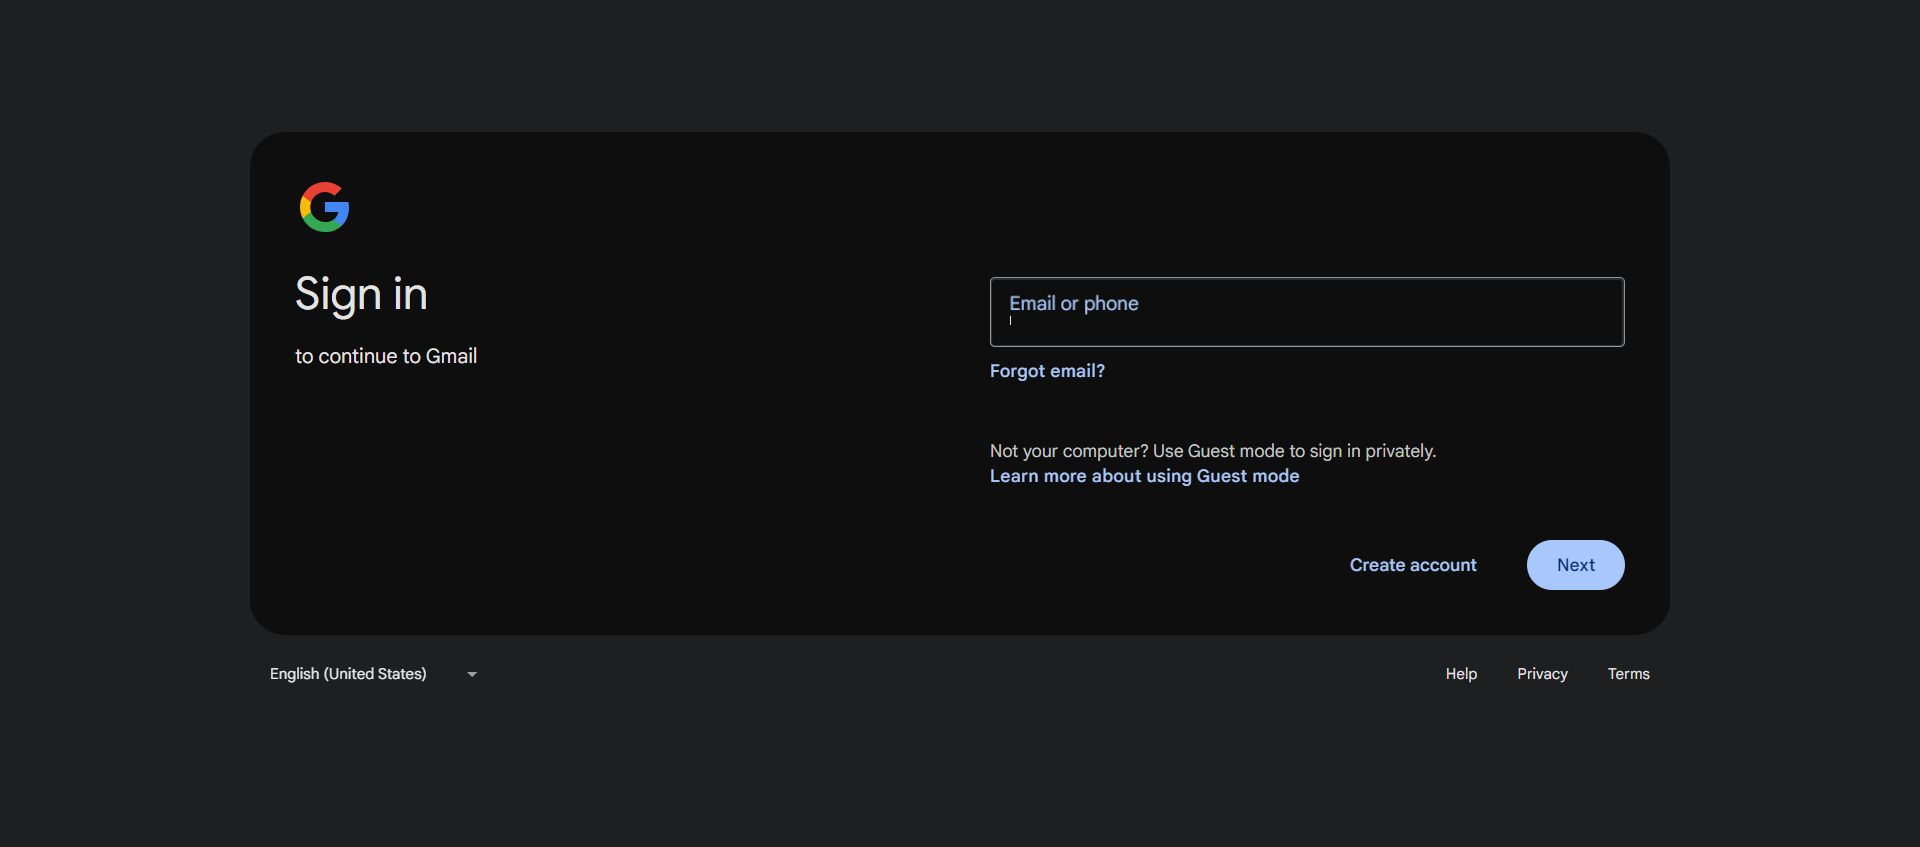 Sign in
to continue to Gmail
Email or phone
Forgot email?
Not your computer? Use Guest mode to sign in privately.
Learn more about using Guest mode
Create account
Next
English (United States)
Help
Privacy
Terms